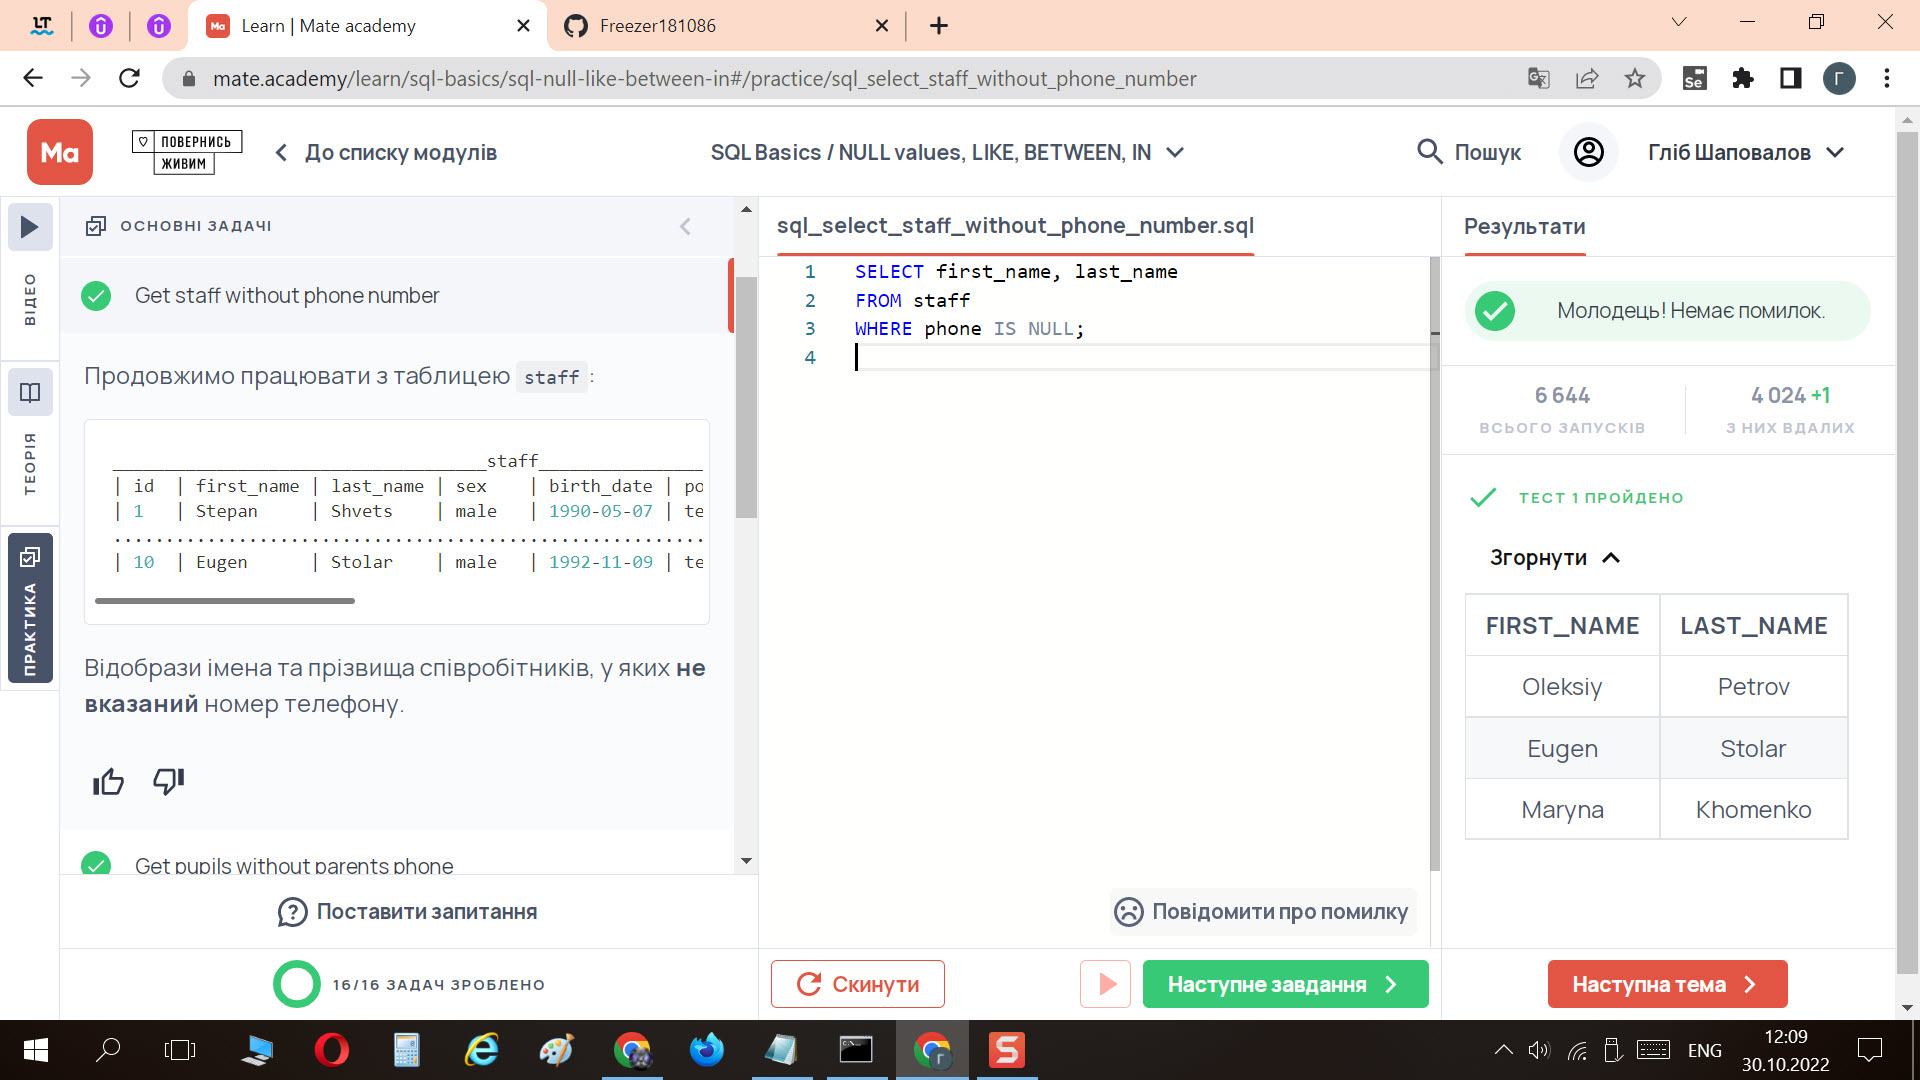 Learn | Mate academy
Freezer181086
mate.academy/learn/sql-basics/sql-null-like-between-in#/practice/sql_select_staff_without_phone_number
Se
Г
Ma
ПОВЕРНИСЬ
ЖИВИМ
До списку модулів
SQL Basics / NULL values, LIKE, BETWEEN, IN
Пошук
Гліб Шаповалов
ВІДЕО
ТЕОРІЯ
ПРАКТИКА
ОСНОВНІ ЗАДАЧІ
Get staff without phone number
Продовжимо працювати з таблицею staff :
____________________________________staff________________
| id | first_name | last_name | sex | birth_date | po
| 1 | Stepan | Shvets | male | 1990-05-07 | te
.........................................................
| 10 | Eugen | Stolar | male | 1992-11-09 | te
Відобрази імена та прізвища співробітників, у яких не
вказаний номер телефону.
Get pupils without parents phone
Поставити запитання
16/16 ЗАДАЧ ЗРОБЛЕНО
sql_select_staff_without_phone_number.sql
1 SELECT first_name, last_name
2 FROM staff
3 WHERE phone IS NULL;
4
Повідомити про помилку
Скинути
Наступне завдання
Результати
Молодець! Немає помилок.
6 644
ВСЬОГО ЗАПУСКІВ
4 024 +1
З НИХ ВДАЛИХ
ТЕСТ 1 ПРОЙДЕНО
Згорнути
FIRST_NAME LAST_NAME
Oleksiy Petrov
Eugen Stolar
Maryna Khomenko
Наступна тема
ENG
12:09
30.10.2022